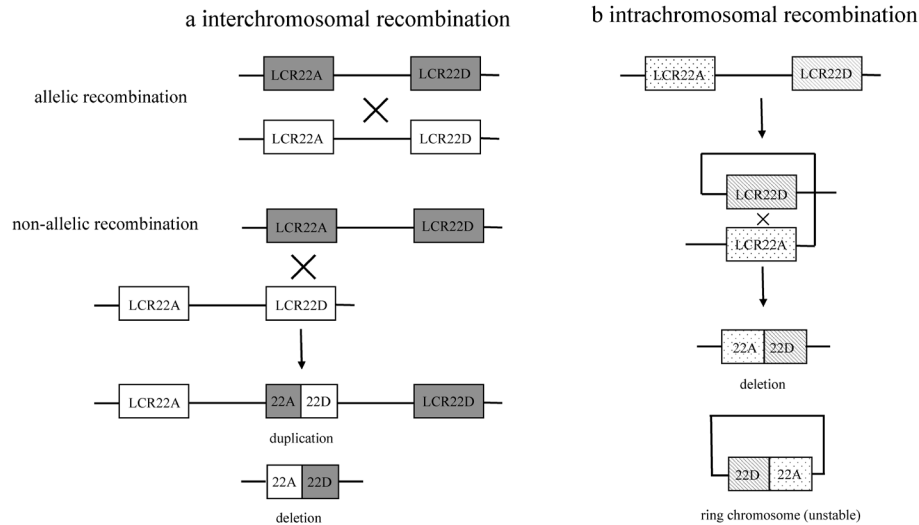 a interchromosomal recombination
LCR22A LCR22D
allelic recombination
LCR22A LCR22D
non-allelic recombination
LCR22A LCR22D
LCR22A LCR22D
LCR22A 22A 22D LCR22D
duplication
22A 22D
deletion
b intrachromosomal recombination
LCR22A LCR22D
LCR22D
LCR22A
22A 22D
deletion
22D 22A
ring chromosome (unstable)